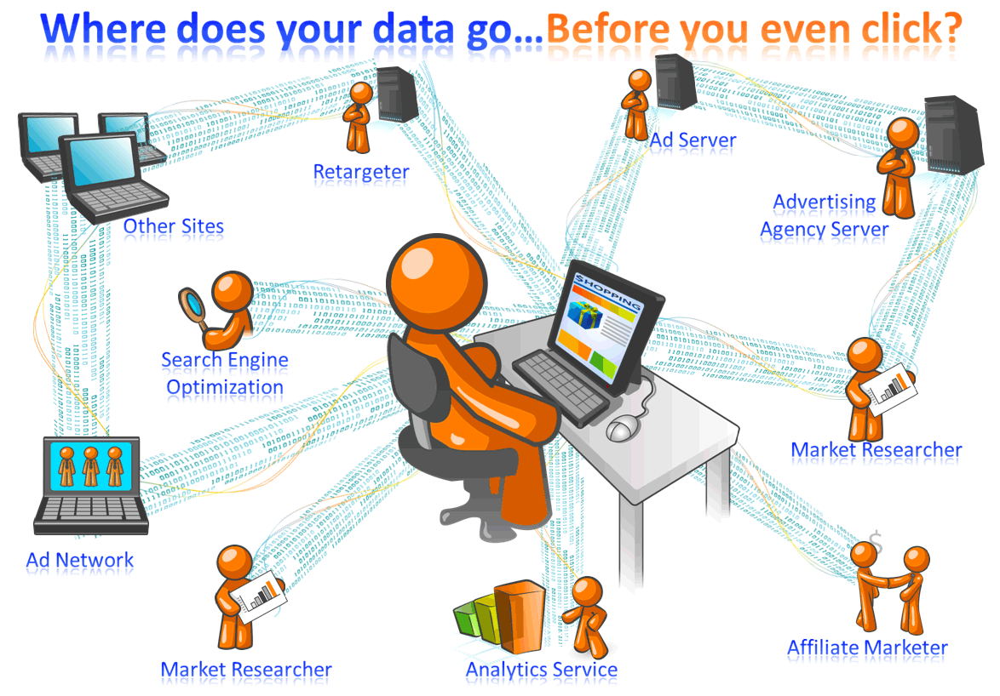 Where does your data go...Before you even click?
Ad Server
Retargeter
Advertising
Agency Server
Other Sites
$HOPPING
Search Engine
Optimization
Market Researcher
$
Ad Network
Affiliate Marketer
Market Researcher
Analytics Service